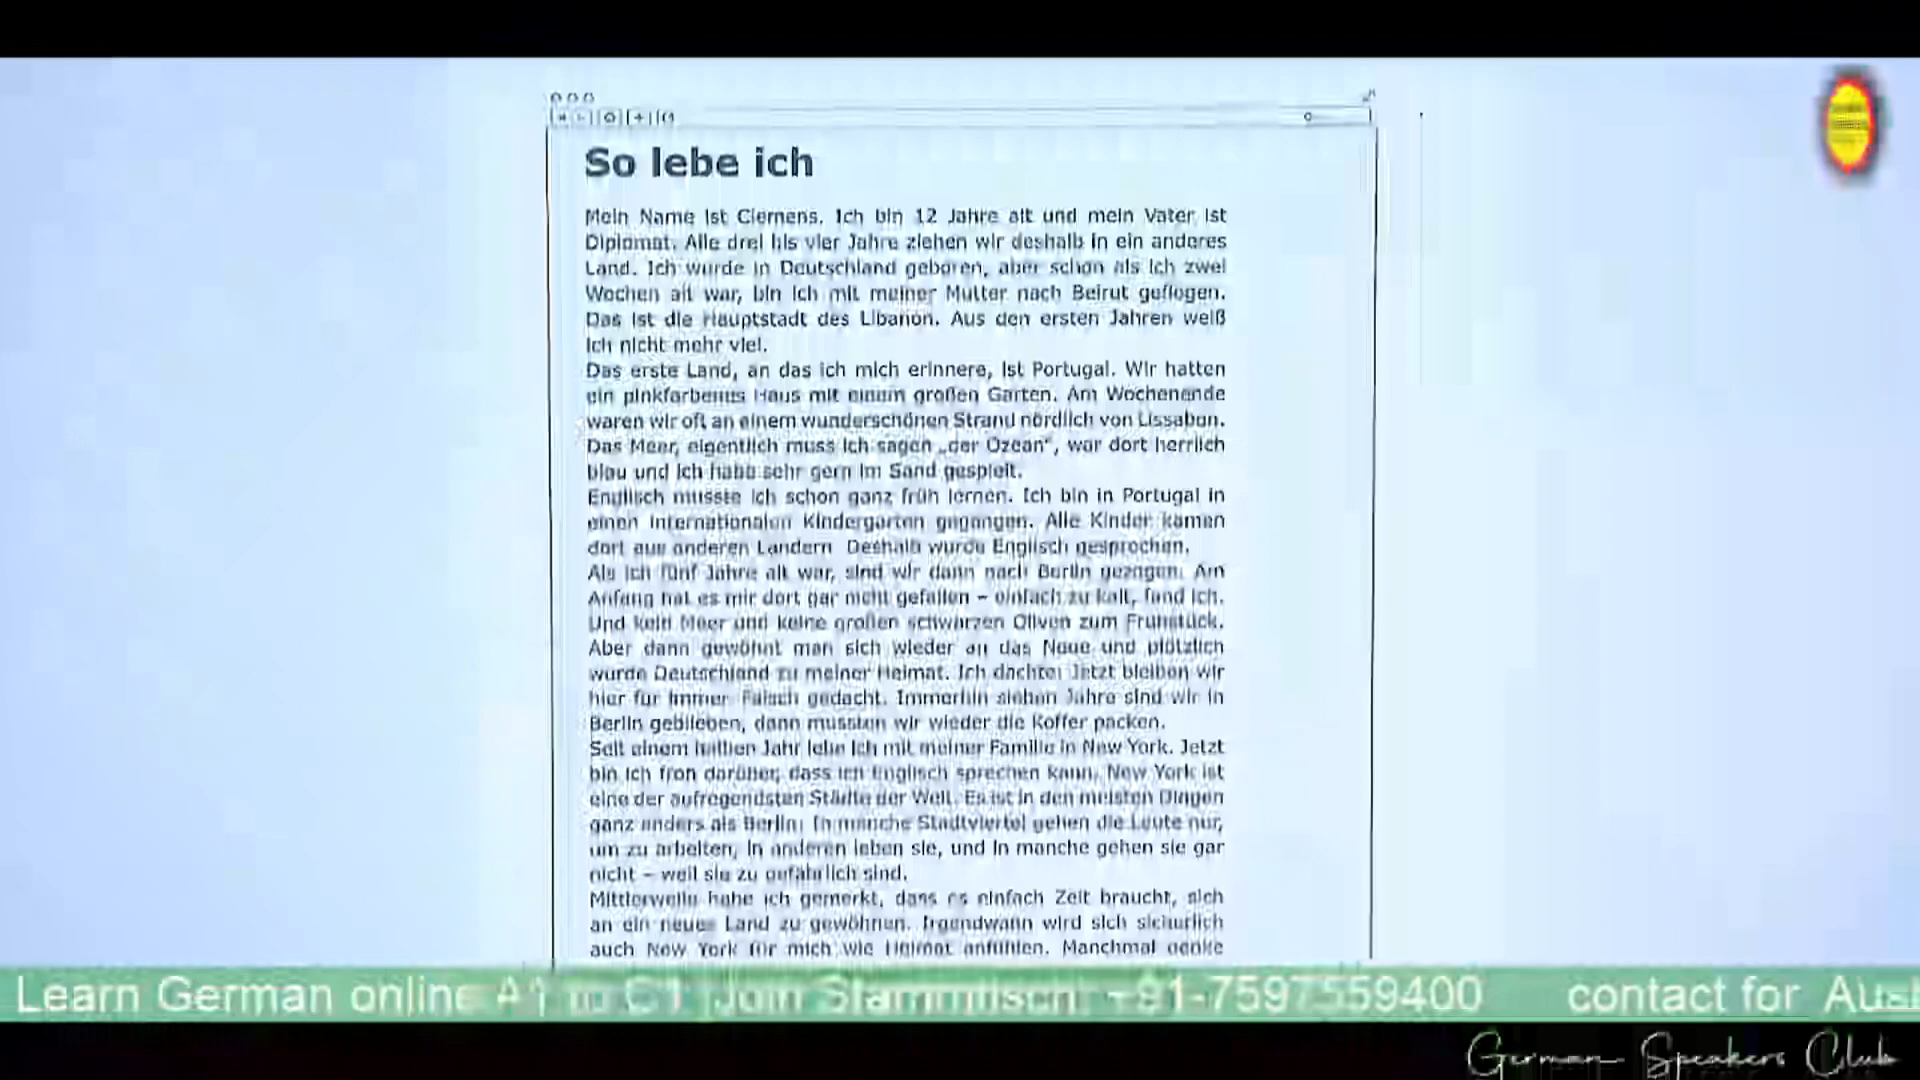 So lebe ich
Mein Name ist Clemens. Ich bin 12 Jahre alt und mein Vater ist
Diplomat. Alle drei bis vier Jahre ziehen wir deshalb in ein anderes
Land. Ich wurde in Deutschland geboren, aber schon als ich zwei
Wochen alt war, bin ich mit meiner Mutter nach Beirut geflogen.
Das ist die Hauptstadt des Libanon. Aus den ersten Jahren weiß
ich nicht mehr viel.
Das erste Land, an das ich mich erinnere, ist Portugal. Wir hatten
ein pinkfarbenes Haus mit einem großen Garten. Am Wochenende
waren wir oft an einem wunderschönen Strand nördlich von Lissabon.
Das Meer, eigentlich muss ich sagen „der Ozean“, war dort herrlich
blau und ich habe sehr gern im Sand gespielt.
Englisch musste ich schon ganz früh lernen. Ich bin in Portugal in
einen internationalen Kindergarten gegangen. Alle Kinder kamen
dort aus anderen Ländern. Deshalb wurde Englisch gesprochen.
Als ich fünf Jahre alt war, sind wir dann nach Berlin gezogen. Am
Anfang hat es mir dort gar nicht gefallen – einfach zu kalt, fand ich.
Und kein Meer und keine großen schwarzen Oliven zum Frühstück.
Aber dann gewöhnt man sich wieder an das Neue und plötzlich
wurde Deutschland zu meiner Heimat. Ich dachte: Jetzt bleiben wir
hier für immer. Falsch gedacht. Immerhin sieben Jahre sind wir in
Berlin geblieben, dann mussten wir wieder die Koffer packen.
Seit einem halben Jahr lebe ich mit meiner Familie in New York. Jetzt
bin ich froh darüber, dass ich Englisch sprechen kann. New York ist
eine der aufregendsten Städte der Welt. Es ist in den meisten Dingen
ganz anders als Berlin: In manche Stadtviertel gehen die Leute nur,
um zu arbeiten, in anderen leben sie, und in manche gehen sie gar
nicht – weil sie zu gefährlich sind.
Mittlerweile habe ich gemerkt, dass es einfach Zeit braucht, sich
an ein neues Land zu gewöhnen. Irgendwann wird sich sicherlich
auch New York für mich wie Heimat anfühlen. Manchmal denke
Learn German online A1 to C1 Join Stammtisch: +91-7597559400 contact for
German Speakers Club